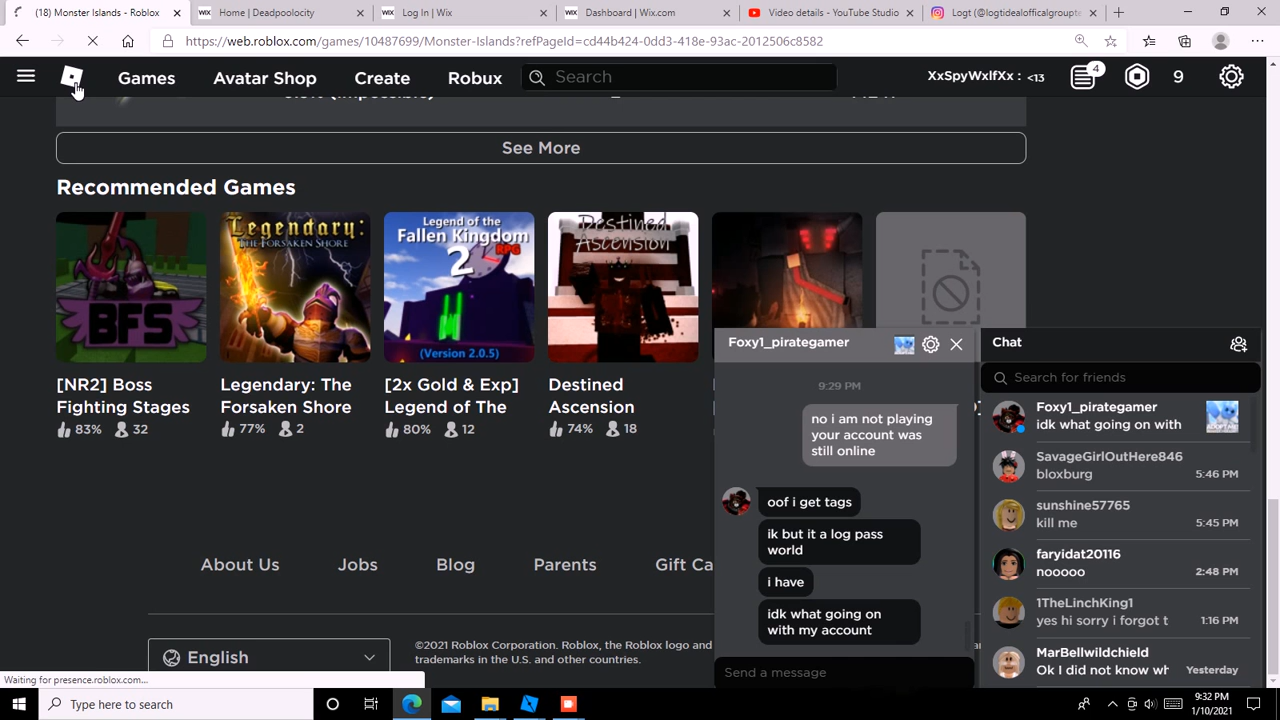 (18) Monster Islands - Roblox
Home | Deadpoolocity
Log In | Wix
Dashboard | Wix.com
Video details - YouTube Studio
Logt (@logtidealofficalgroupte
https://web.roblox.com/games/10487699/Monster-Islands?refPageId=cd44b424-0dd3-418e-93ac-2012506c8582
Games
Avatar Shop
Create
Robux
Search
XxSpyWxlfXx : <13
4
9
See More
Recommended Games
BFS
Legendary:
The Forsaken Shore
Legend of the
Fallen Kingdom
2
RPG
(Version 2.0.5)
Destined
Ascension
[NR2] Boss
Fighting Stages
83% 32
Legendary: The
Forsaken Shore
77% 2
[2x Gold & Exp]
Legend of The
80% 12
Destined
Ascension
74% 18
Foxy1_pirategamer
9:29 PM
no i am not playing
your account was
still online
oof i get tags
ik but it a log pass
world
i have
idk what going on
with my account
Send a message
Chat
Search for friends
Foxy1_pirategamer
idk what going on with
SavageGirlOutHere846
bloxburg 5:46 PM
sunshine57765
kill me 5:45 PM
faryidat20116
nooooo 2:48 PM
1TheLinchKing1
yes hi sorry i forgot t 1:16 PM
MarBellwildchield
Ok I did not know wh Yesterday
About Us
Jobs
Blog
Parents
Gift Ca
English
©2021 Roblox Corporation. Roblox, the Roblox logo and
trademarks in the U.S. and other countries.
Waiting for presence.roblox.com...
Type here to search
9:32 PM
1/10/2021